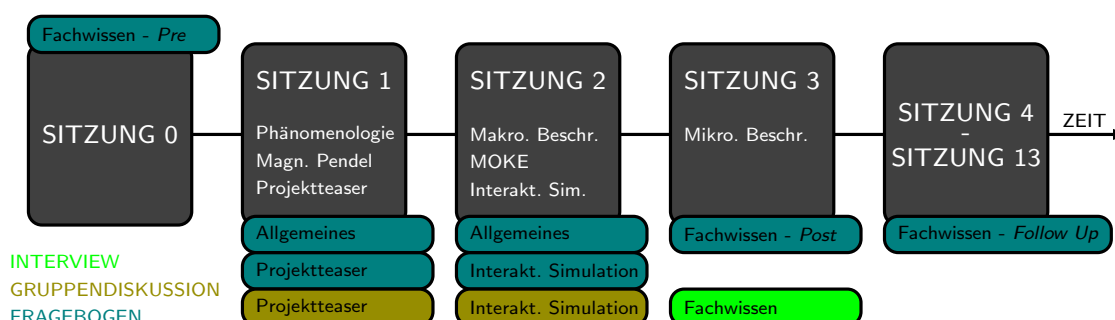 Fachwissen - Pre
SITZUNG 0
SITZUNG 1
Phänomenologie
Magn. Pendel
Projektteaser
Allgemeines
Projektteaser
Projektteaser
SITZUNG 2
Makro. Beschr.
MOKE
Interakt. Sim.
Allgemeines
Interakt. Simulation
Interakt. Simulation
SITZUNG 3
Mikro. Beschr.
Fachwissen - Post
Fachwissen
SITZUNG 4
-
SITZUNG 13
Fachwissen - Follow Up
ZEIT
INTERVIEW
GRUPPENDISKUSSION
FRAGEBOGEN